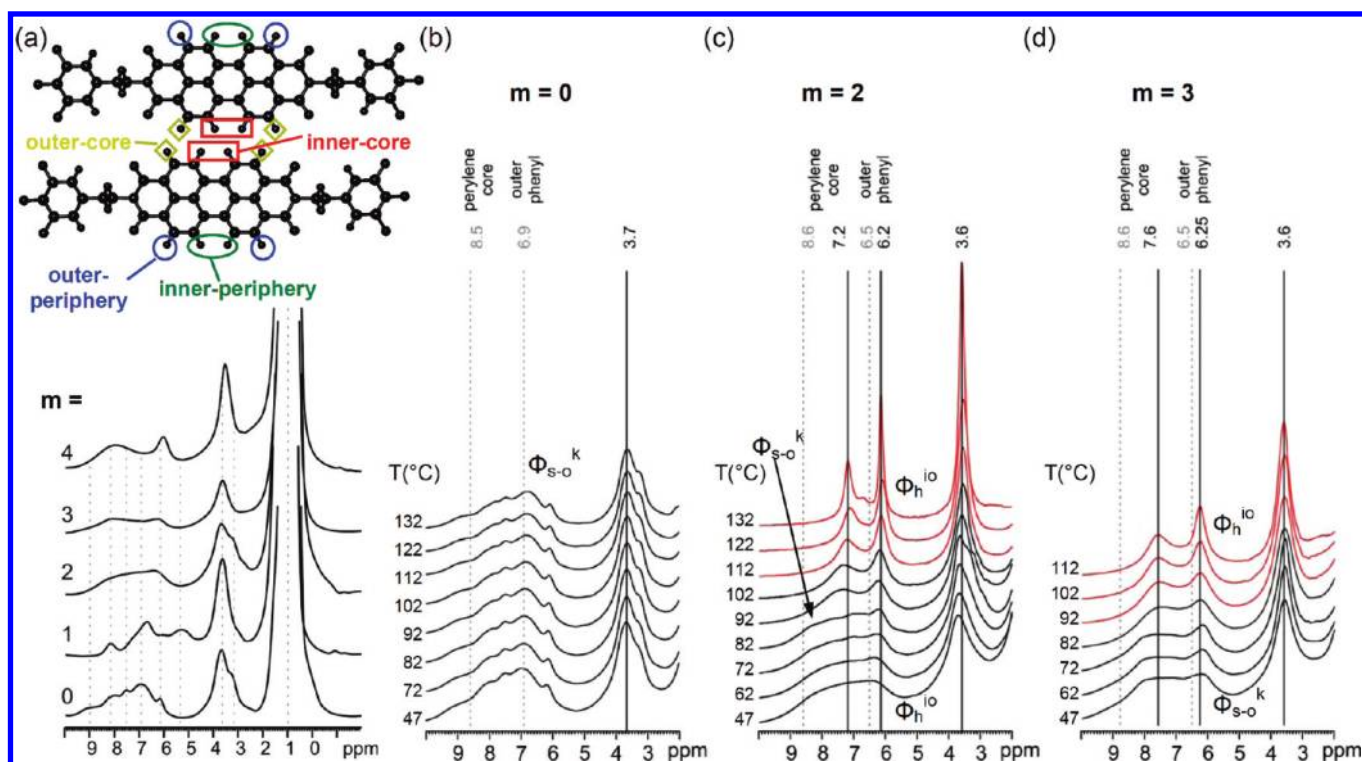 (a)
outer-core
inner-core
outer-
periphery
inner-periphery
m =
4
3
2
1
0
9 8 7 6 5 4 3 2 1 0 ppm
(b)
m = 0
perylene
core
outer
phenyl
8.5
6.9
3.7
Φs-o k
T(°C)
132
122
112
102
92
82
72
47
9 8 7 6 5 4 3 ppm
(c)
m = 2
perylene
core
outer
phenyl
8.6
7.2
6.5
6.2
3.6
Φs-o k
T(°C)
Φh io
132
122
112
102
92
82
72
62
47
Φh io
9 8 7 6 5 4 3 ppm
(d)
m = 3
perylene
core
outer
phenyl
8.6
7.6
6.5
6.25
3.6
T(°C)
Φh io
112
102
92
82
72
62
47
Φs-o k
9 8 7 6 5 4 3 ppm